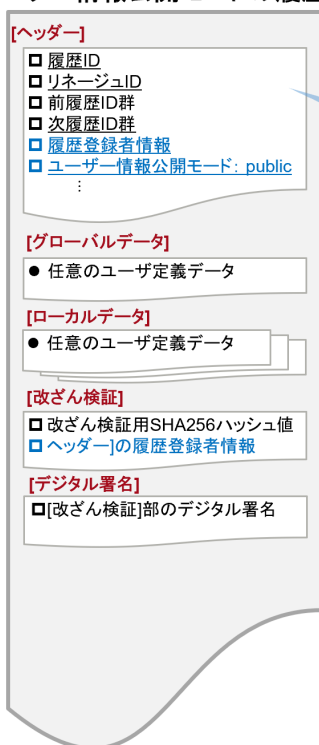 [ヘッダー]
履歴ID
リネージュID
前履歴ID群
次履歴ID群
履歴登録者情報
ユーザー情報公開モード: public
⋮
[グローバルデータ]
● 任意のユーザ定義データ
[ローカルデータ]
● 任意のユーザ定義データ
[改ざん検証]
改ざん検証用SHA256ハッシュ値
ヘッダー]の履歴登録者情報
[デジタル署名]
[改ざん検証]部のデジタル署名